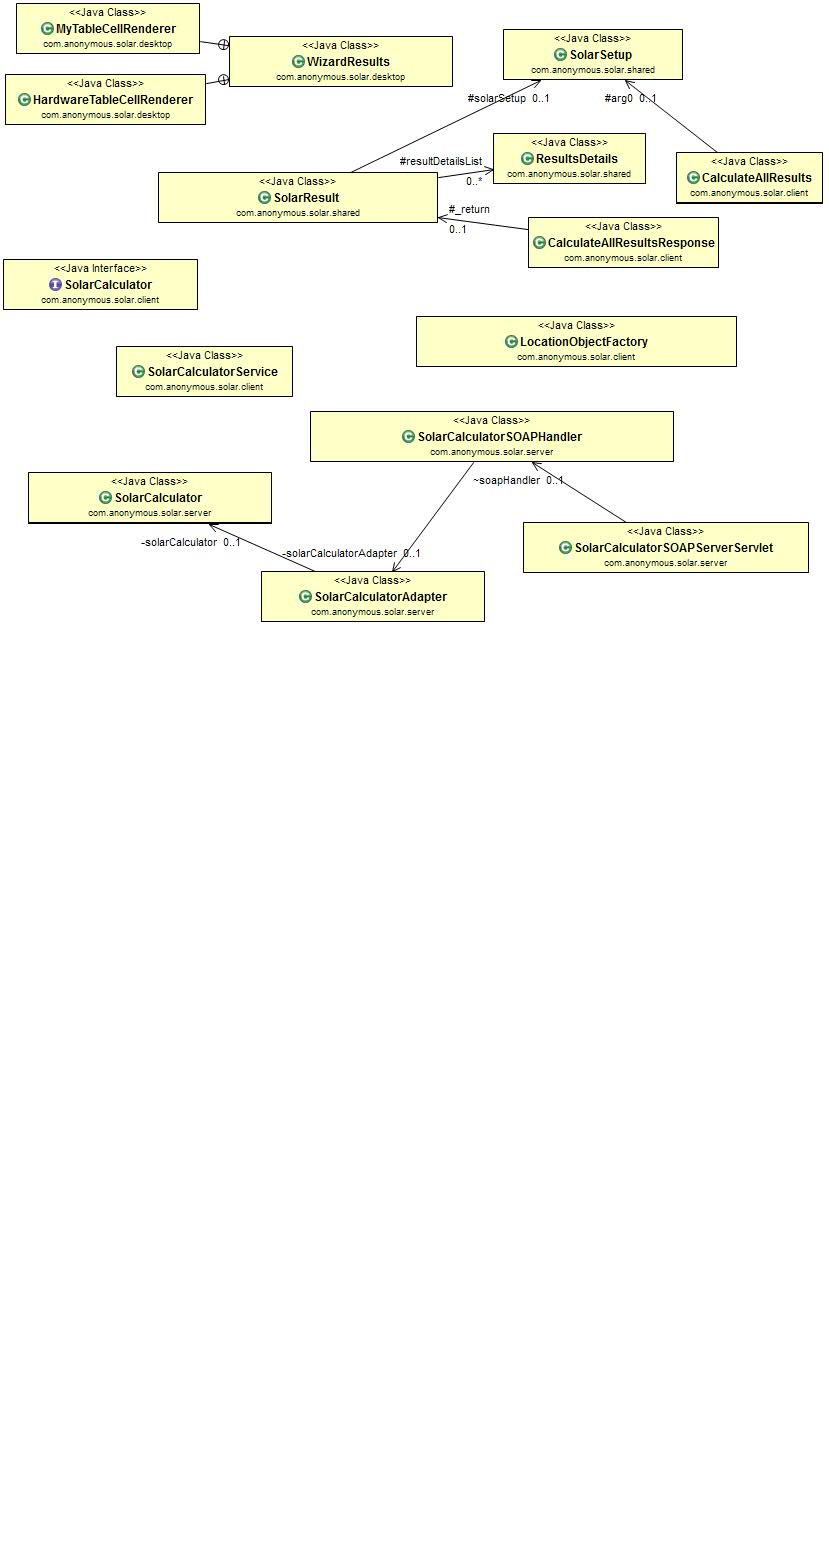 <<Java Class>>
MyTableCellRenderer
com.anonymous.solar.desktop
<<Java Class>>
WizardResults
com.anonymous.solar.desktop
<<Java Class>>
HardwareTableCellRenderer
com.anonymous.solar.desktop
<<Java Class>>
SolarSetup
com.anonymous.solar.shared
#solarSetup 0..1
#arg0 0..1
<<Java Class>>
ResultsDetails
com.anonymous.solar.shared
#resultDetailsList
0..*
<<Java Class>>
CalculateAllResults
com.anonymous.solar.client
<<Java Class>>
SolarResult
com.anonymous.solar.shared
#_return
0..1
<<Java Class>>
CalculateAllResultsResponse
com.anonymous.solar.client
<<Java Interface>>
SolarCalculator
com.anonymous.solar.client
<<Java Class>>
LocationObjectFactory
com.anonymous.solar.client
<<Java Class>>
SolarCalculatorService
com.anonymous.solar.client
<<Java Class>>
SolarCalculatorSOAPHandler
com.anonymous.solar.server
~soapHandler 0..1
<<Java Class>>
SolarCalculator
com.anonymous.solar.server
<<Java Class>>
SolarCalculatorSOAPServerServlet
com.anonymous.solar.server
-solarCalculator 0..1
-solarCalculatorAdapter 0..1
<<Java Class>>
SolarCalculatorAdapter
com.anonymous.solar.server